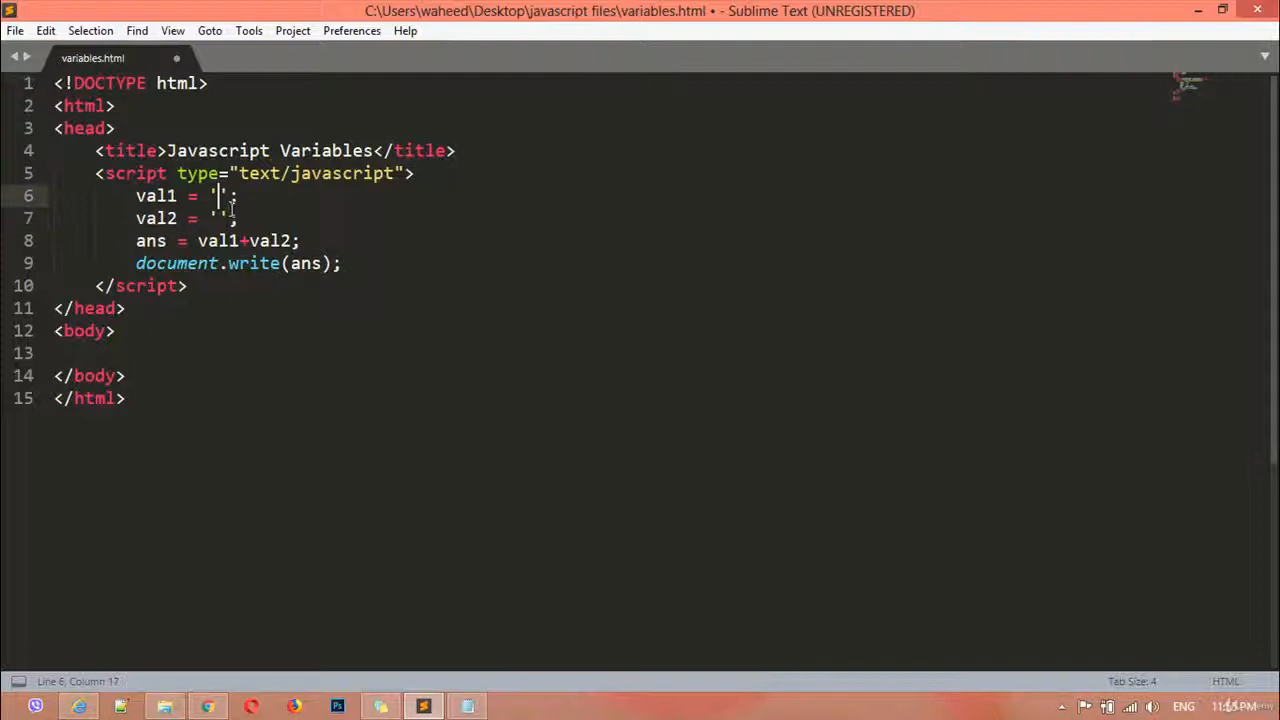 C:\Users\waheed\Desktop\javascript files\variables.html • - Sublime Text (UNREGISTERED)
File Edit Selection Find View Goto Tools Project Preferences Help
variables.html
1 <!DOCTYPE html>
2 <html>
3 <head>
4 <title>Javascript Variables</title>
5 <script type="text/javascript">
6 val1 = '';
7 val2 = '';
8 ans = val1+val2;
9 document.write(ans);
10 </script>
11 </head>
12 <body>
13
14 </body>
15 </html>
Line 6, Column 17 Tab Size: 4 HTML
Ps ENG